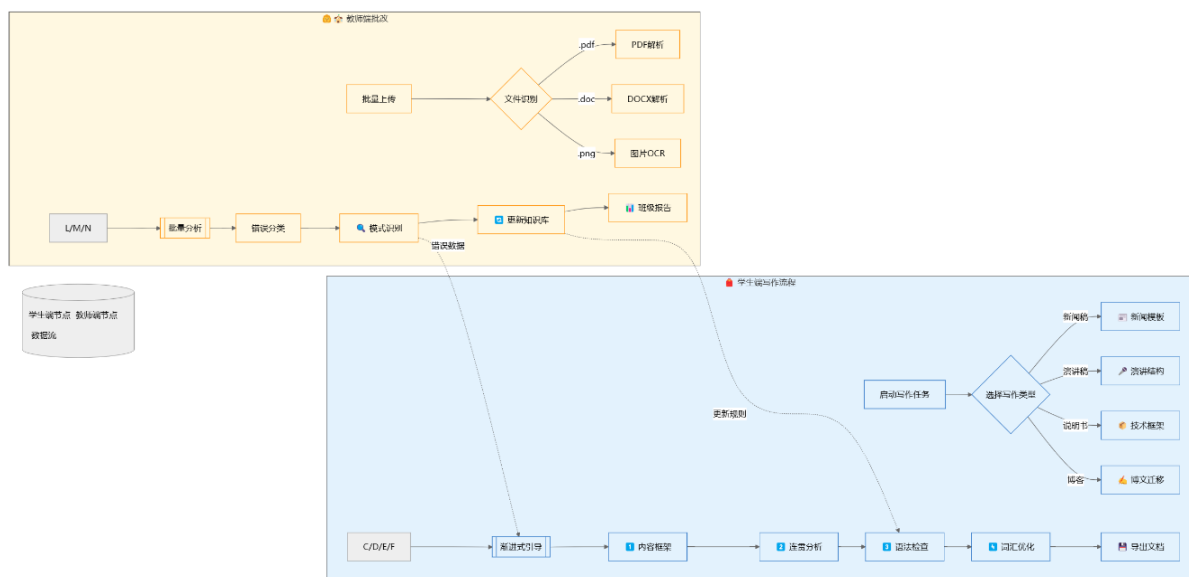 教师端批改
.pdf
PDF解析
批量上传
文件识别
.doc
DOCX解析
.png
图片OCR
L/M/N
批量分析
错误分类
模式识别
更新知识库
班级报告
错误数据
学生端写作流程
学生端节点 教师端节点
数据流
新闻稿
新闻模板
演讲稿
演讲结构
启动写作任务
选择写作类型
更新规则
说明书
技术框架
博客
博文迁移
C/D/E/F
渐进式引导
1 内容框架
2 连贯分析
3 语法检查
4 词汇优化
导出文档